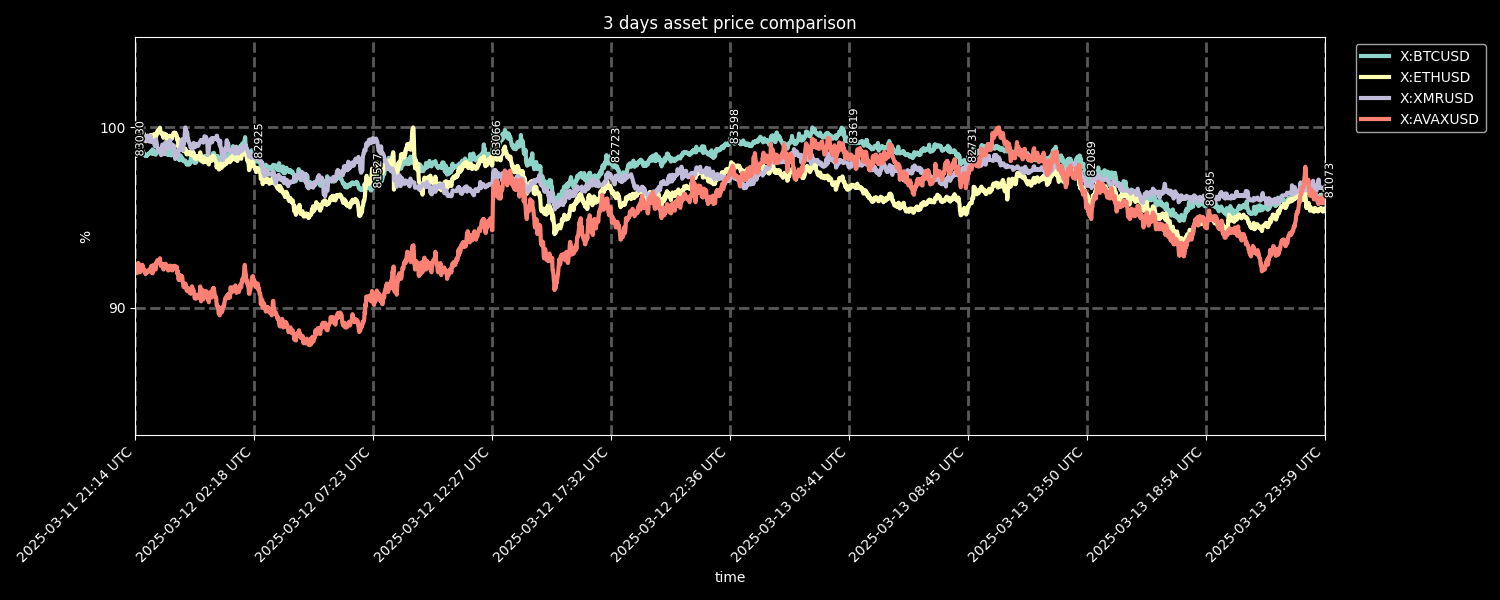 3 days asset price comparison
X:BTCUSD
X:ETHUSD
X:XMRUSD
X:AVAXUSD
100
90
%
83030
82925
83066
82723
83598
83619
82731
82089
80695
81073
2025-03-11 21:14 UTC
2025-03-12 02:18 UTC
2025-03-12 07:23 UTC
2025-03-12 12:27 UTC
2025-03-12 17:32 UTC
2025-03-12 22:36 UTC
2025-03-13 03:41 UTC
2025-03-13 08:45 UTC
2025-03-13 13:50 UTC
2025-03-13 18:54 UTC
2025-03-13 23:59 UTC
time